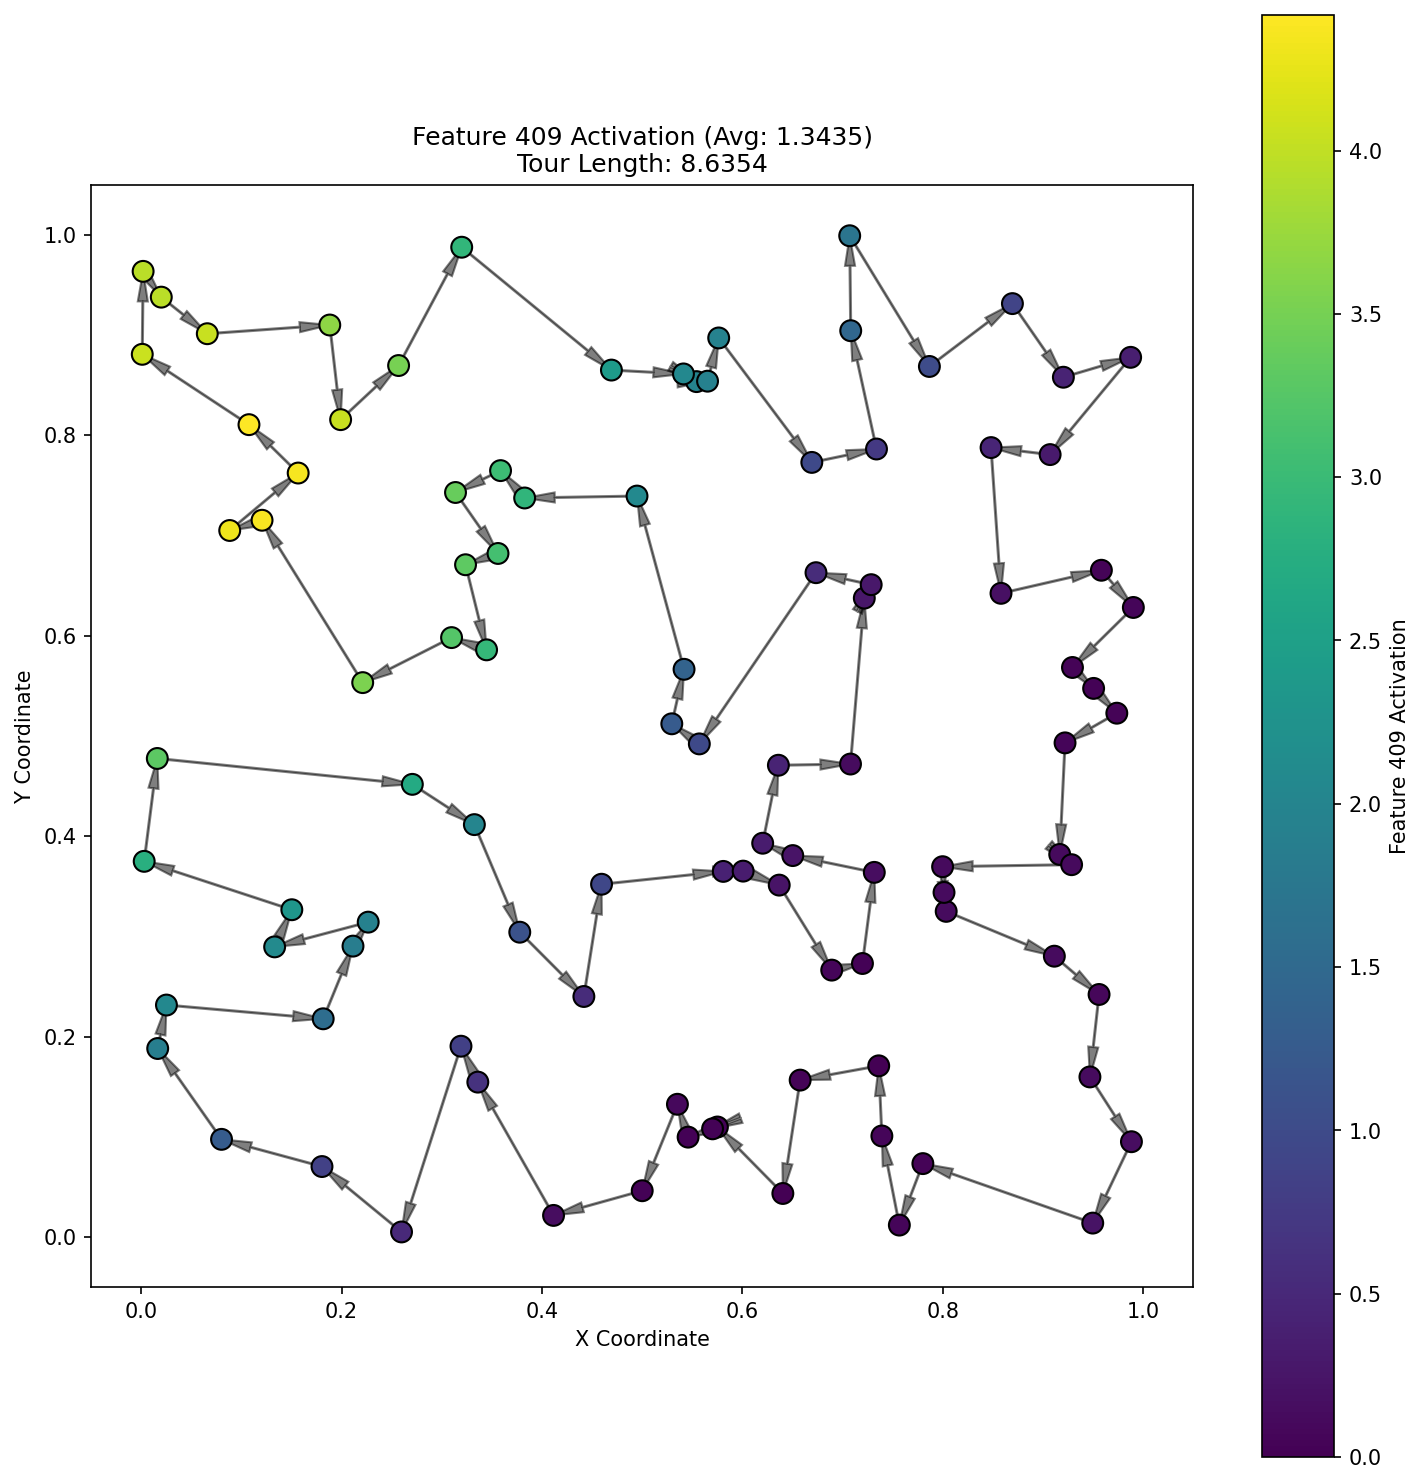 Feature 409 Activation (Avg: 1.3435)
Tour Length: 8.6354
1.0
0.8
0.6
0.4
0.2
0.0
Y Coordinate
0.0 0.2 0.4 0.6 0.8 1.0
X Coordinate
4.0
3.5
3.0
2.5
2.0
1.5
1.0
0.5
0.0
Feature 409 Activation